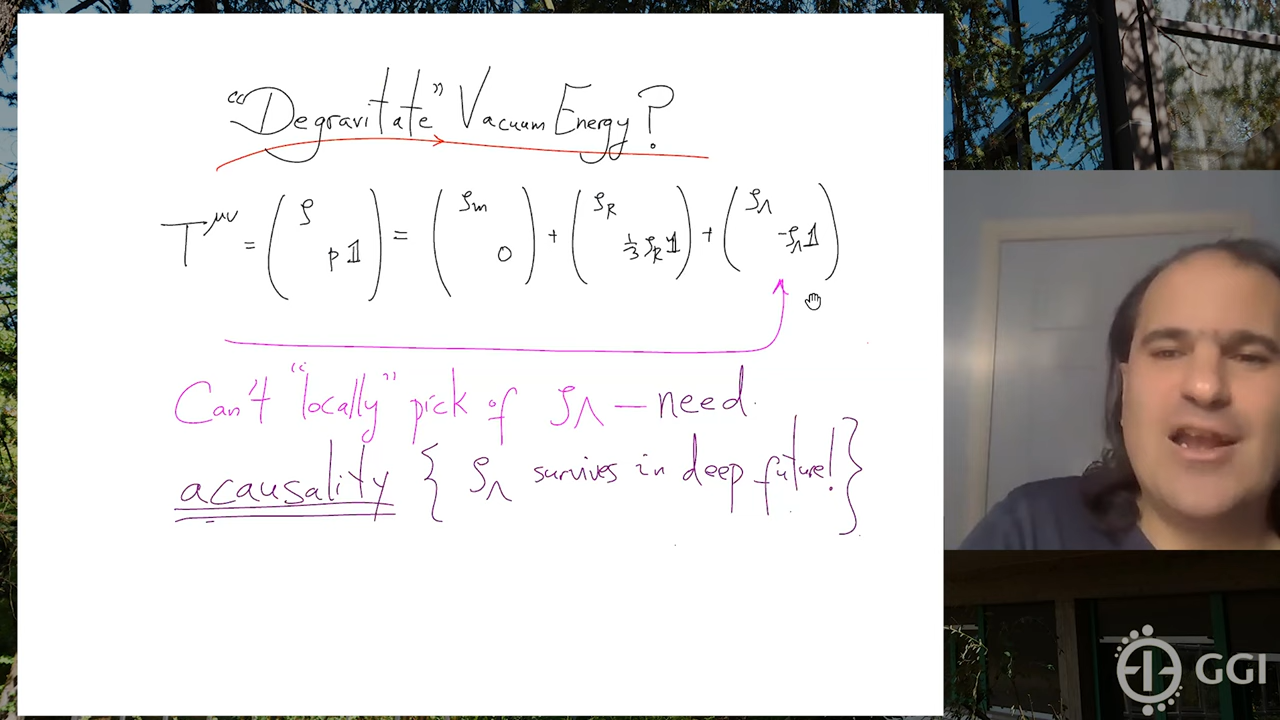 "Degravitate" Vacuum Energy?
T^μν = ( ρ p𝟙 ) = ( ρm 0 ) + ( ρR ⅓ρR𝟙 ) + ( ρΛ -ρΛ𝟙 )
Can't "locally" pick of ρΛ — need
acausality { ρΛ survives in deep future! }
GGI